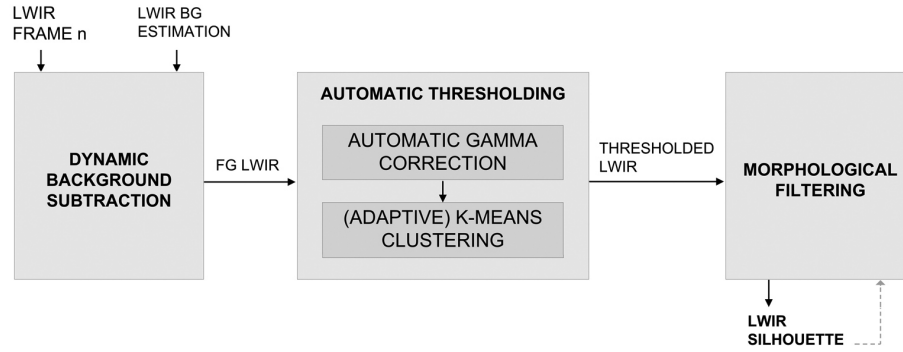 LWIR
FRAME n
LWIR BG
ESTIMATION
DYNAMIC
BACKGROUND
SUBTRACTION
FG LWIR
AUTOMATIC THRESHOLDING
AUTOMATIC GAMMA
CORRECTION
(ADAPTIVE) K-MEANS
CLUSTERING
THRESHOLDED
LWIR
MORPHOLOGICAL
FILTERING
LWIR
SILHOUETTE